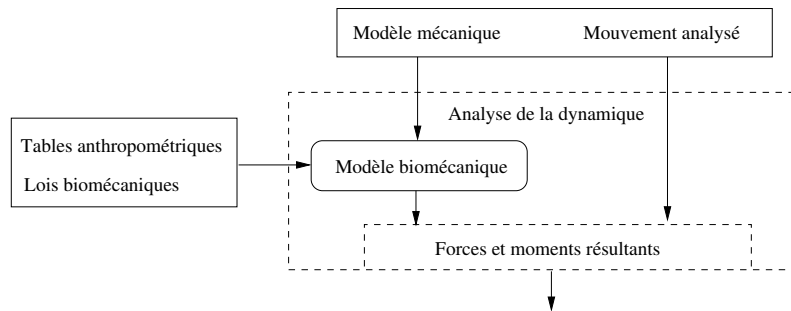 Modèle mécanique
Mouvement analysé
Analyse de la dynamique
Tables anthropométriques
Lois biomécaniques
Modèle biomécanique
Forces et moments résultants